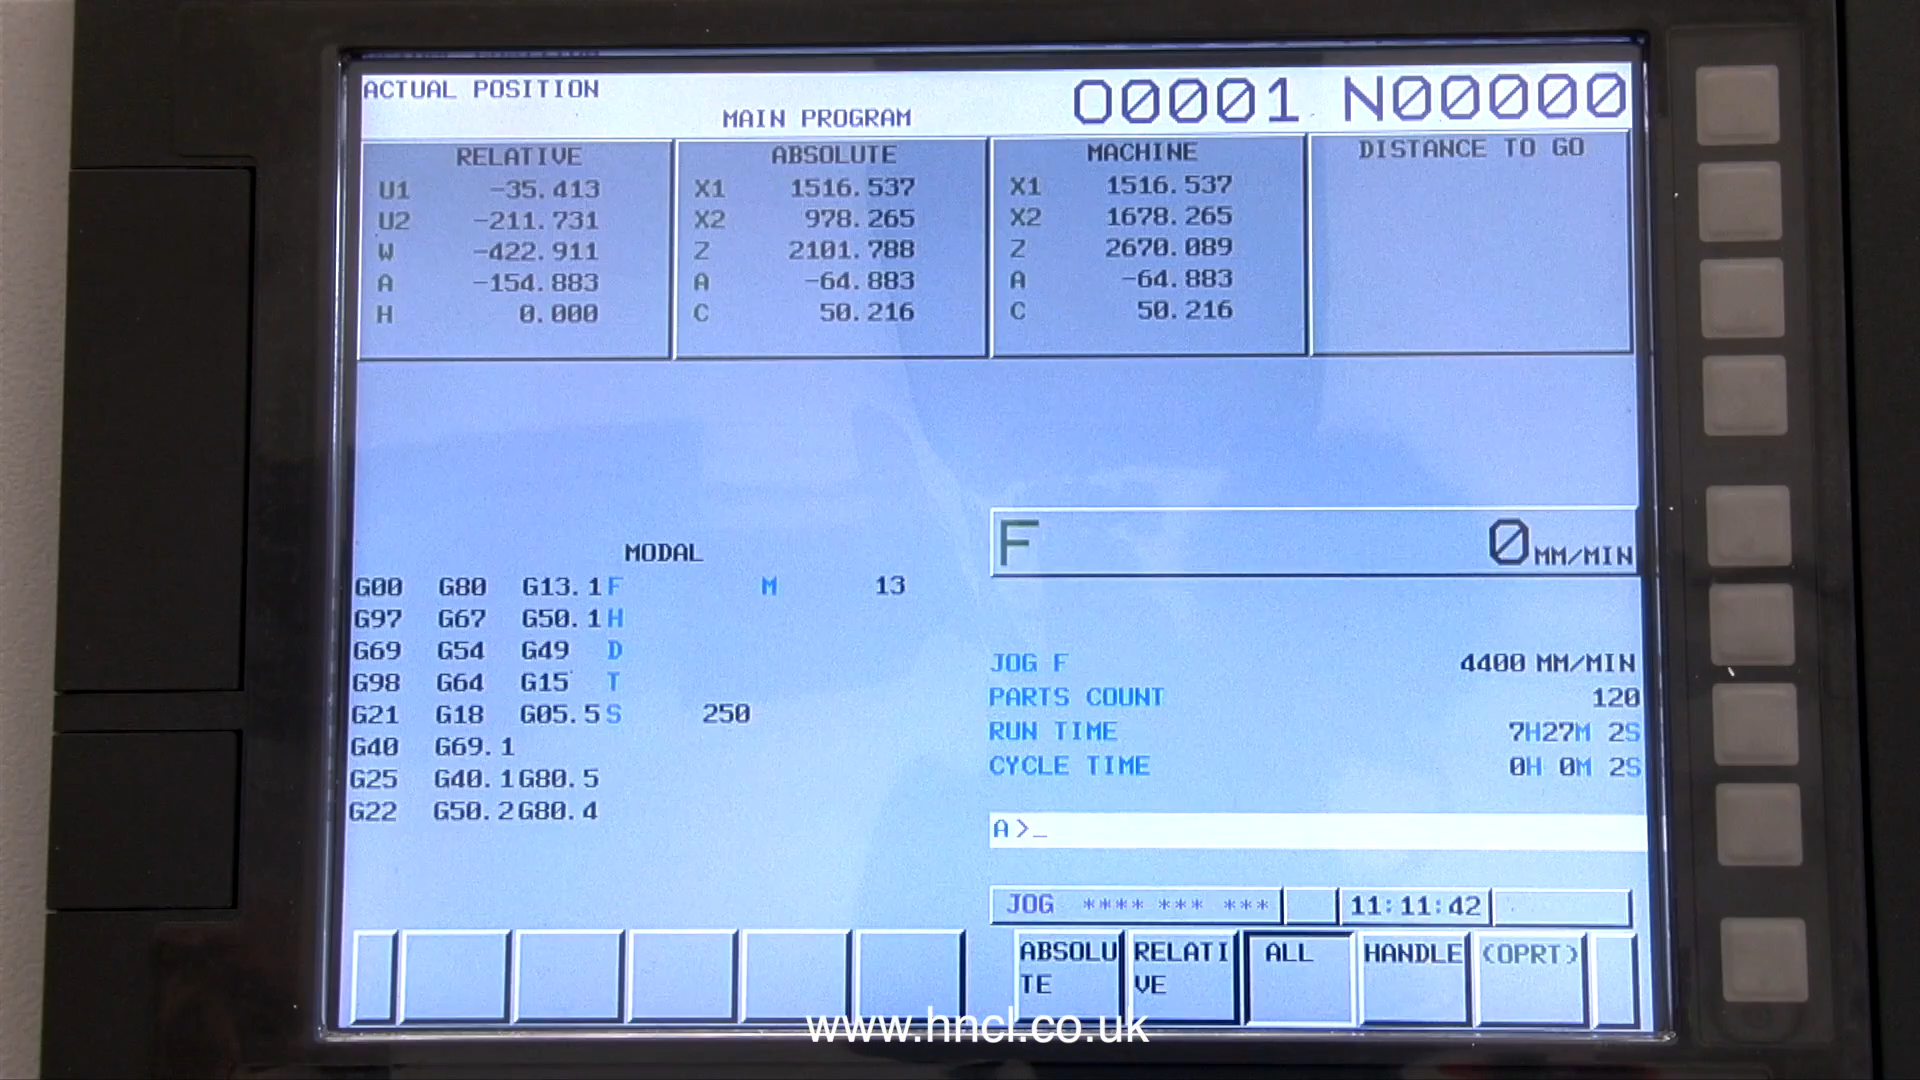 ACTUAL POSITION
MAIN PROGRAM
O0001 N00000
RELATIVE
U1 -35.413
U2 -211.731
W -422.911
A -154.883
H 0.000
ABSOLUTE
X1 1516.537
X2 978.265
Z 2101.788
A -64.883
C 50.216
MACHINE
X1 1516.537
X2 1678.265
Z 2670.089
A -64.883
C 50.216
DISTANCE TO GO
MODAL
G00 G80 G13.1 F M 13
G97 G67 G50.1 H
G69 G54 G49 D
G98 G64 G15 T
G21 G18 G05.5 S 250
G40 G69.1
G25 G40.1 G80.5
G22 G50.2 G80.4
F 0 MM/MIN
JOG F 4400 MM/MIN
PARTS COUNT 120
RUN TIME 7H27M 2S
CYCLE TIME 0H 0M 2S
A>_
JOG **** *** *** 11:11:42
ABSOLU
TE
RELATI
VE
ALL
HANDLE
(OPRT)
www.hncl.co.uk